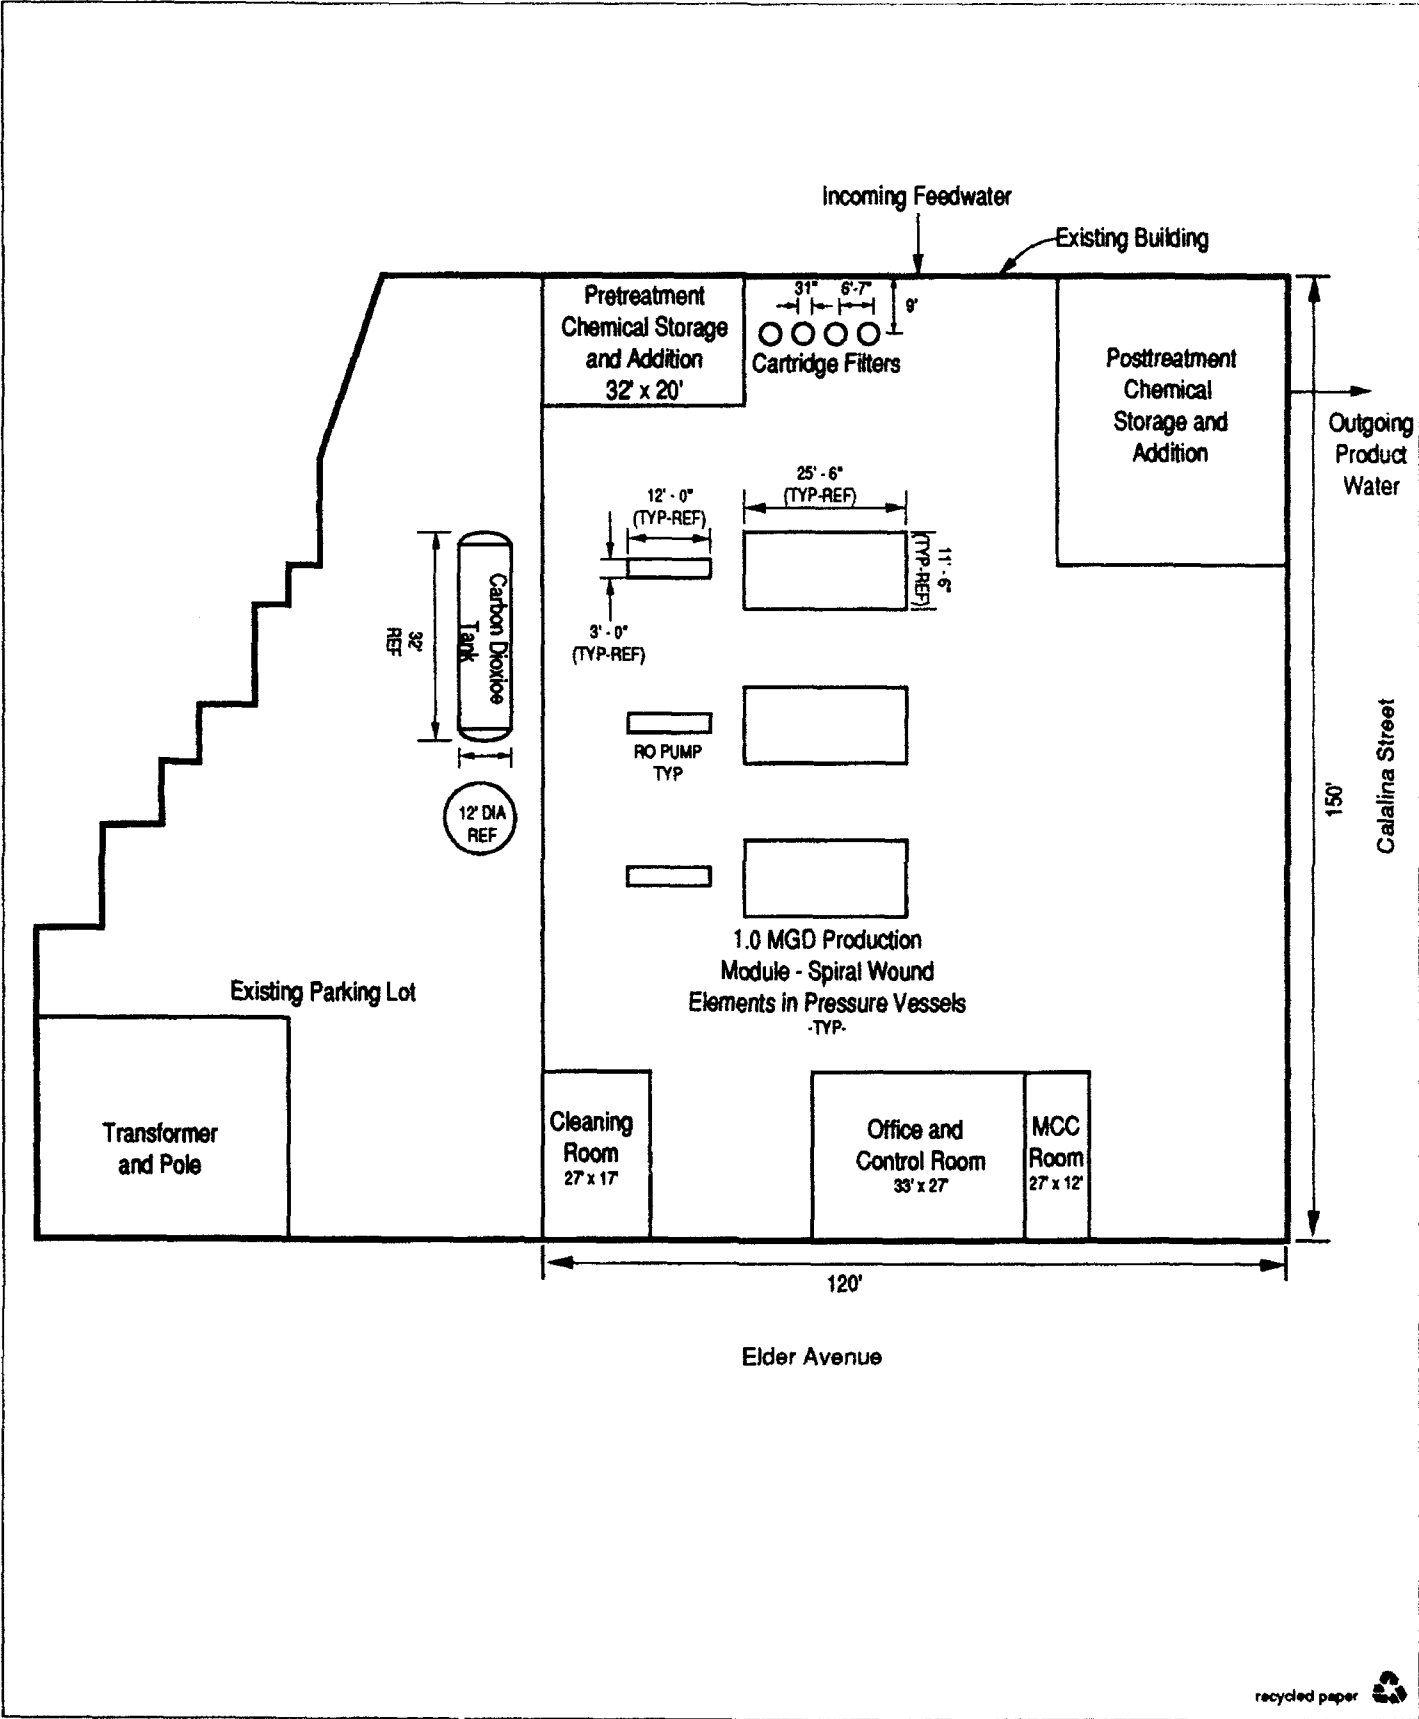 Incoming Feedwater
Existing Building
Pretreatment
Chemical Storage
and Addition
32' x 20'
31"
6'-7"
9'
Cartridge Filters
Posttreatment
Chemical
Storage and
Addition
Outgoing
Product
Water
12' - 0"
(TYP-REF)
25' - 6"
(TYP-REF)
11' - 6"
(TYP-REF)
3' - 0"
(TYP-REF)
Carbon Dioxioe
Tank
32'
REF
RO PUMP
TYP
12' DIA
REF
150'
Calalina Street
1.0 MGD Production
Module - Spiral Wound
Elements in Pressure Vessels
-TYP-
Existing Parking Lot
Transformer
and Pole
Cleaning
Room
27' x 17'
Office and
Control Room
33' x 27'
MCC
Room
27' x 12'
120'
Elder Avenue
recycled paper